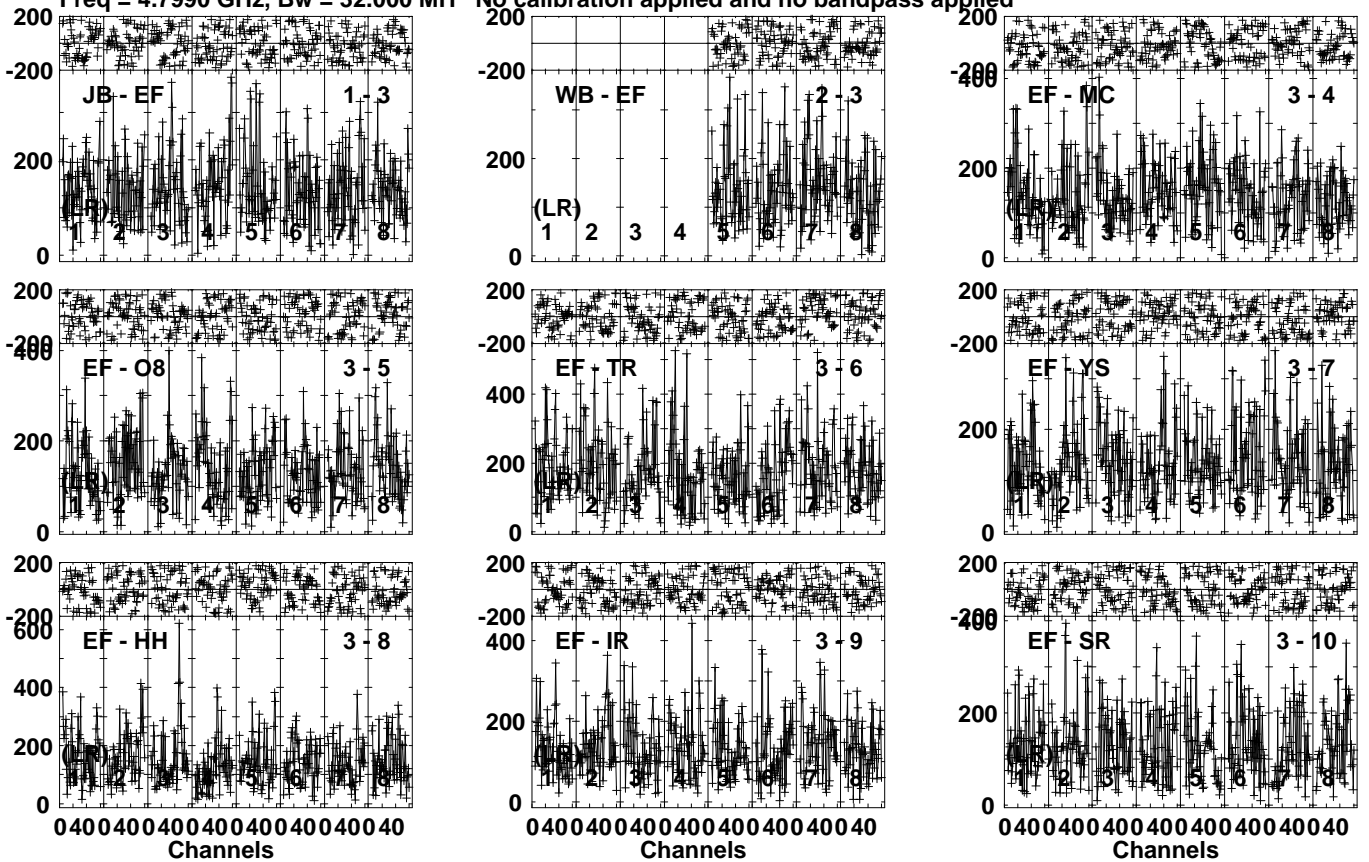 Freq = 4.7990 GHz, Bw = 32.000 MH No calibration applied and no bandpass applied
200 200 200
-200 -200 -200
JB - EF 1 - 3 WB - EF 2 - 3 400 EF - MC 3 - 4
200 200 200
(LR) (LR) (LR)
1 2 3 4 5 6 7 8 1 2 3 4 5 6 7 8 1 2 3 4 5 6 7 8
0 0 0
200 200 200
-200 -200 -200
400 EF - O8 3 - 5 EF - TR 3 - 6 EF - YS 3 - 7
400
200 200 200
(LR) (LR) (LR)
1 2 3 4 5 6 7 8 1 2 3 4 5 6 7 8 1 2 3 4 5 6 7 8
0 0 0
200 200 200
-200 -200 -200
600 EF - HH 3 - 8 400 EF - IR 3 - 9 400 EF - SR 3 - 10
400
200 200 200
(LR) (LR) (LR)
1 2 3 4 5 6 7 8 1 2 3 4 5 6 7 8 1 2 3 4 5 6 7 8
0 0 0
0 40 0 40 0 40 0 40 0 40 0 40 0 40 0 40 0 40 0 40 0 40 0 40 0 40 0 40 0 40 0 40 0 40 0 40 0 40 0 40 0 40 0 40 0 40 0 40
Channels Channels Channels